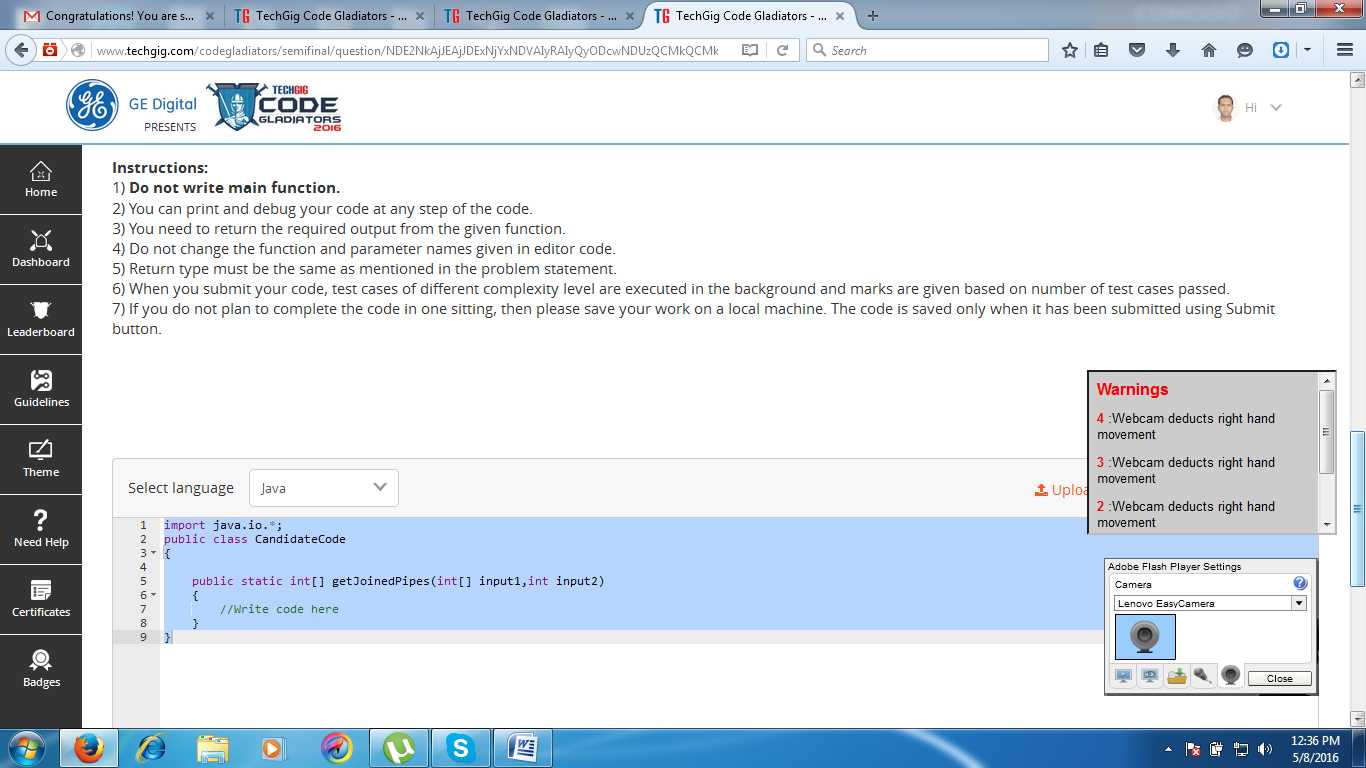 Congratulations! You are s...
TechGig Code Gladiators - ...
TechGig Code Gladiators - ...
TechGig Code Gladiators - ...
www.techgig.com/codegladiators/semifinal/question/NDE2NkAjJEAjJDExNjYxNDVAIyRAIyQyODcwNDUzQCMkQCMk
Search
GE Digital
PRESENTS
TECHGIG
CODE
GLADIATORS
2016
Hi
Home
Dashboard
Leaderboard
Guidelines
Theme
Need Help
Certificates
Badges
Instructions:
1) Do not write main function.
2) You can print and debug your code at any step of the code.
3) You need to return the required output from the given function.
4) Do not change the function and parameter names given in editor code.
5) Return type must be the same as mentioned in the problem statement.
6) When you submit your code, test cases of different complexity level are executed in the background and marks are given based on number of test cases passed.
7) If you do not plan to complete the code in one sitting, then please save your work on a local machine. The code is saved only when it has been submitted using Submit
button.
Warnings
4 :Webcam deducts right hand
movement
3 :Webcam deducts right hand
movement
2 :Webcam deducts right hand
movement
Select language
Java
Uploa
1 import java.io.*;
2 public class CandidateCode
3 {
4
5 public static int[] getJoinedPipes(int[] input1,int input2)
6 {
7 //Write code here
8 }
9 }
Adobe Flash Player Settings
Camera
Lenovo EasyCamera
Close
12:36 PM
5/8/2016